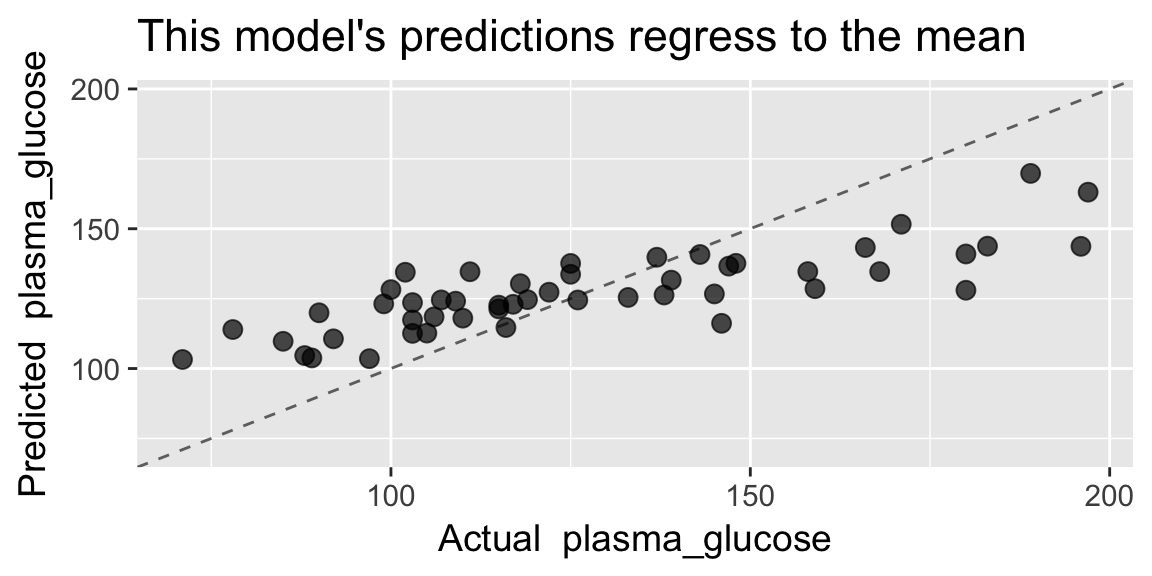 This model's predictions regress to the mean
Predicted  plasma_glucose
200
150
100
100
150
200
Actual  plasma_glucose